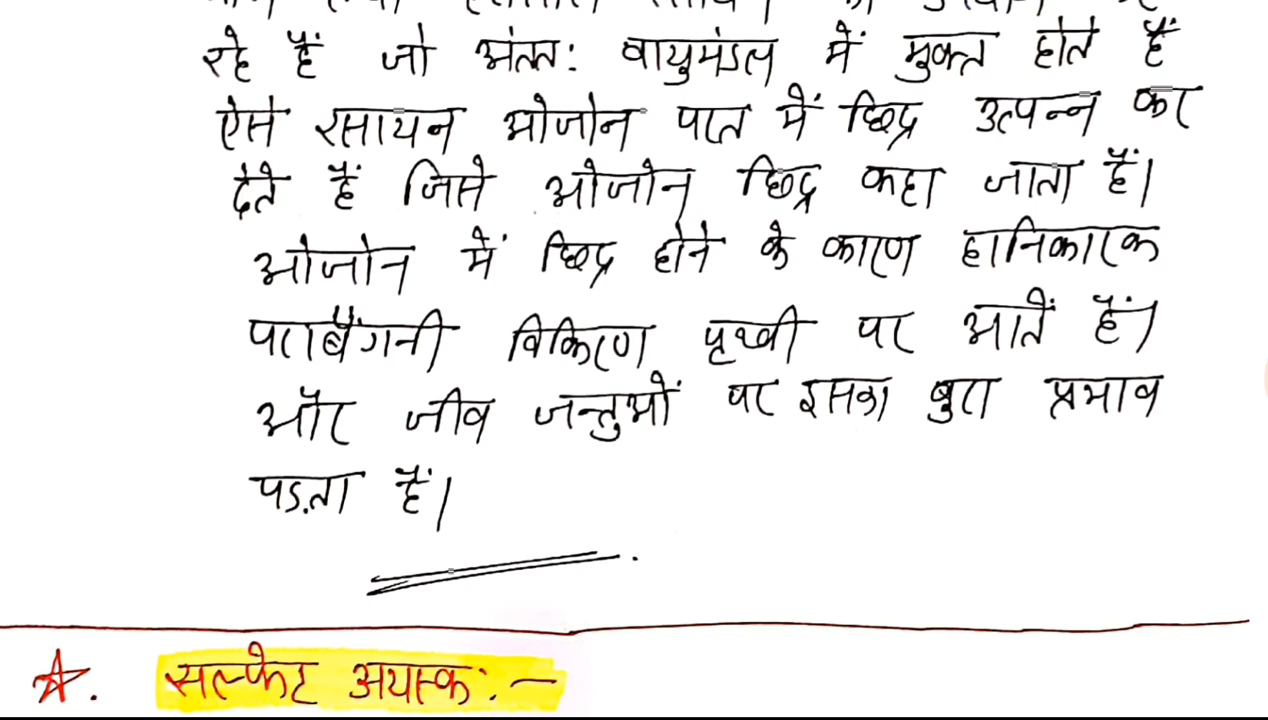 रहे हैं जो अंततः वायुमंडल में मुक्त होते हैं
ऐसे रसायन ओजोन परत में छिद्र उत्पन्न कर
देते हैं जिसे ओजोन छिद्र कहा जाता हैं।
ओजोन में छिद्र होने के कारण हानिकारक
पराबैंगनी विकिरण पृथ्वी पर आतें हैं।
और जीव जन्तुओं पर इसका बुरा प्रभाव
पड़ता हैं।
☆. सल्फेट अयस्क:-